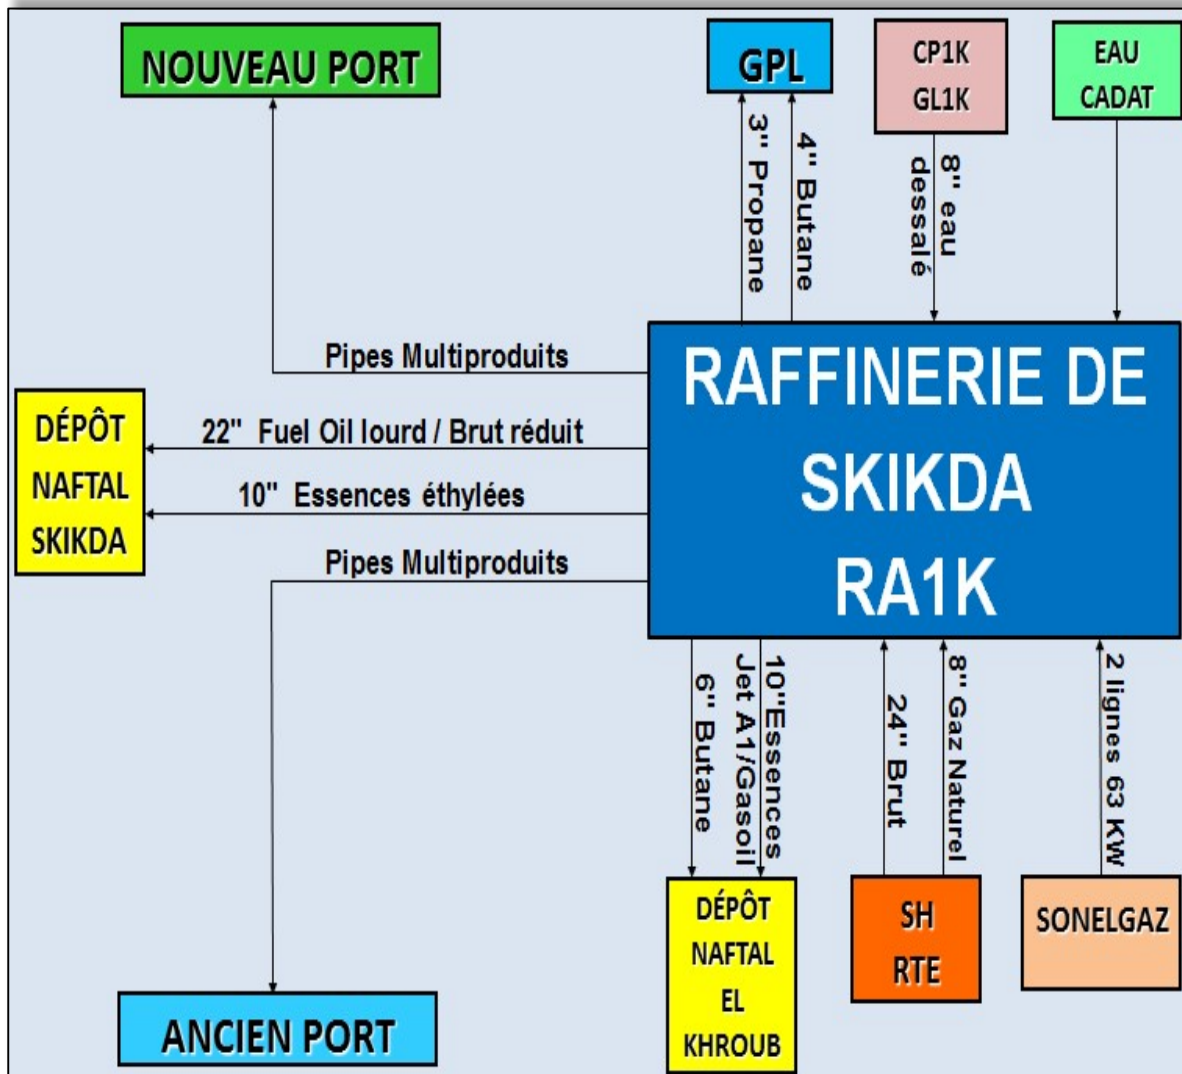 NOUVEAU PORT
GPL
CP1K
GL1K
EAU
CADAT
3" Propane
4" Butane
8" eau
dessalé
Pipes Multiproduits
22" Fuel Oil lourd / Brut réduit
10" Essences éthylées
Pipes Multiproduits
DÉPÔT
NAFTAL
SKIKDA
RAFFINERIE DE
SKIKDA
RA1K
6" Butane
10"Essences
Jet A1/Gasoil
24" Brut
8" Gaz Naturel
2 lignes 63 KW
ANCIEN PORT
DÉPÔT
NAFTAL
EL
KHROUB
SH
RTE
SONELGAZ